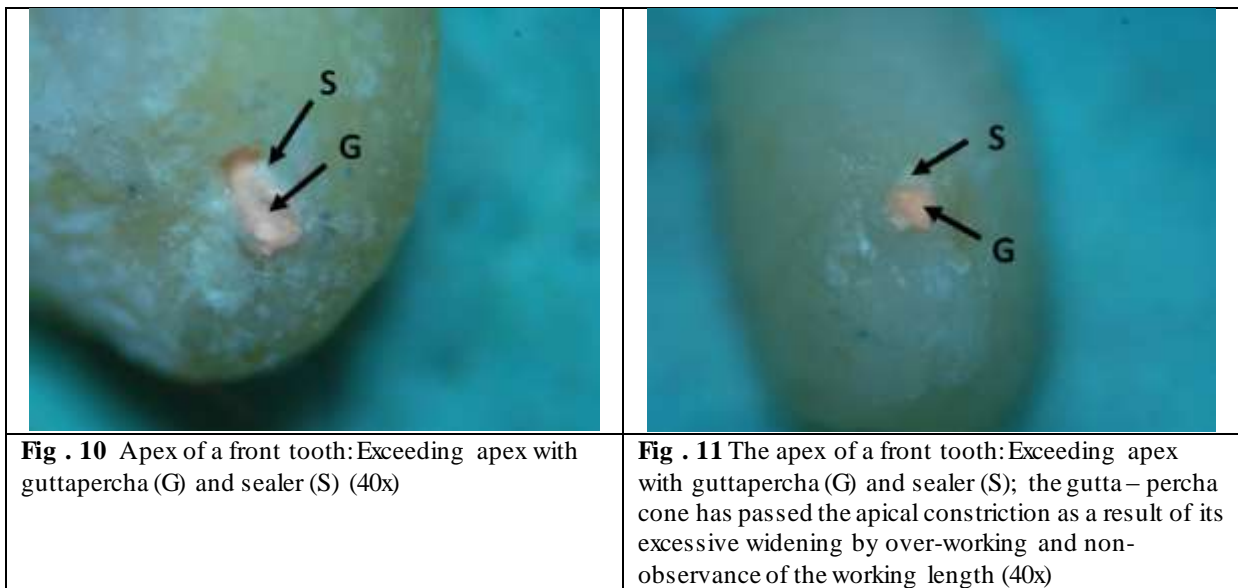 S
G
S
G
Fig . 10 Apex of a front tooth: Exceeding apex with
guttapercha (G) and sealer (S) (40x)
Fig . 11 The apex of a front tooth: Exceeding apex
with guttapercha (G) and sealer (S); the gutta – percha
cone has passed the apical constriction as a result of its
excessive widening by over-working and non-
observance of the working length (40x)